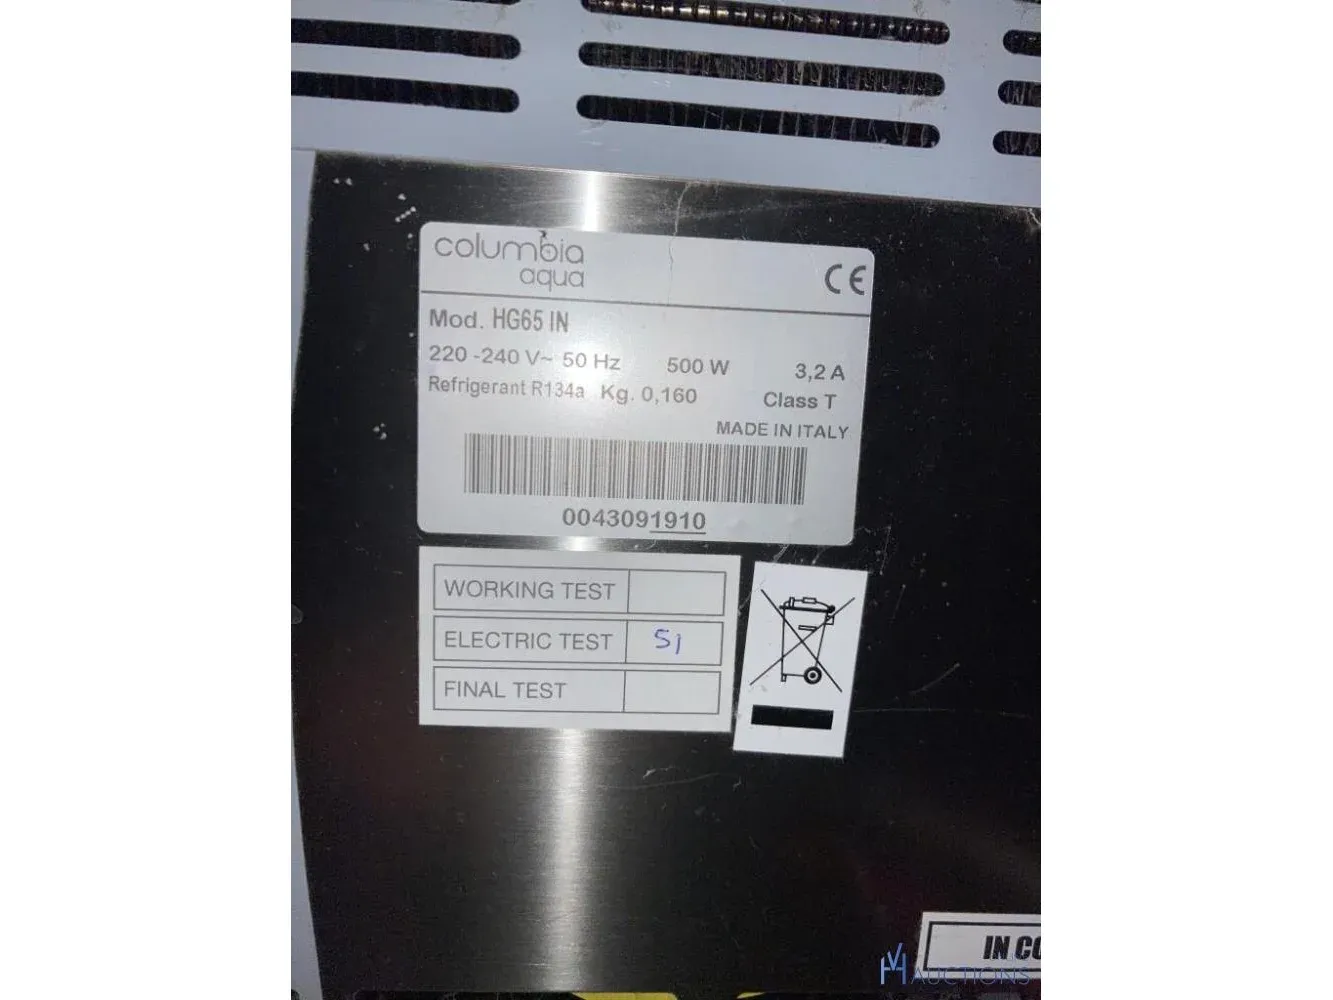 columbia
aqua
CE
Mod. HG65 IN
220 -240 V~ 50 Hz 500 W 3,2 A
Refrigerant R134a Kg. 0,160 Class T
MADE IN ITALY
0043091910
WORKING TEST
ELECTRIC TEST SI
FINAL TEST
IN CO
VH AUCTIONS